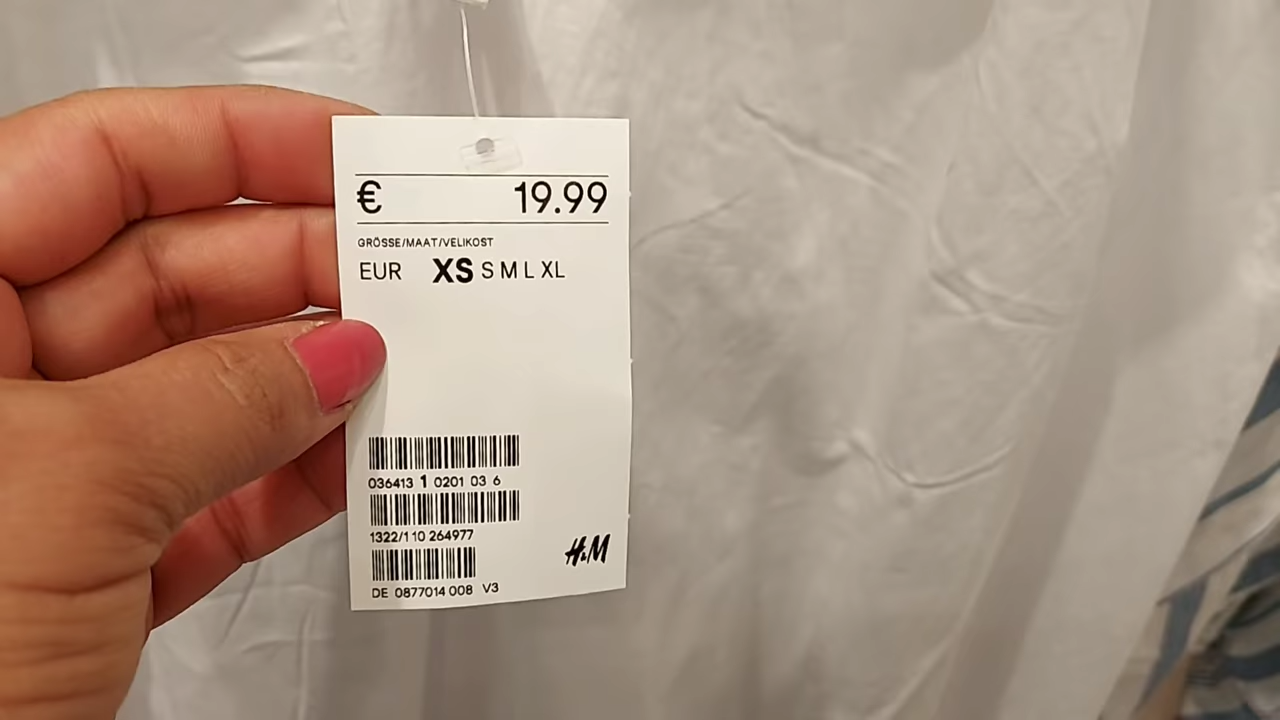 € 19.99
GRÖSSE/MAAT/VELIKOST
EUR XS S M L XL
036413 1 0201 03 6
1322/110 264977
H&M
DE 0877014 008 V3